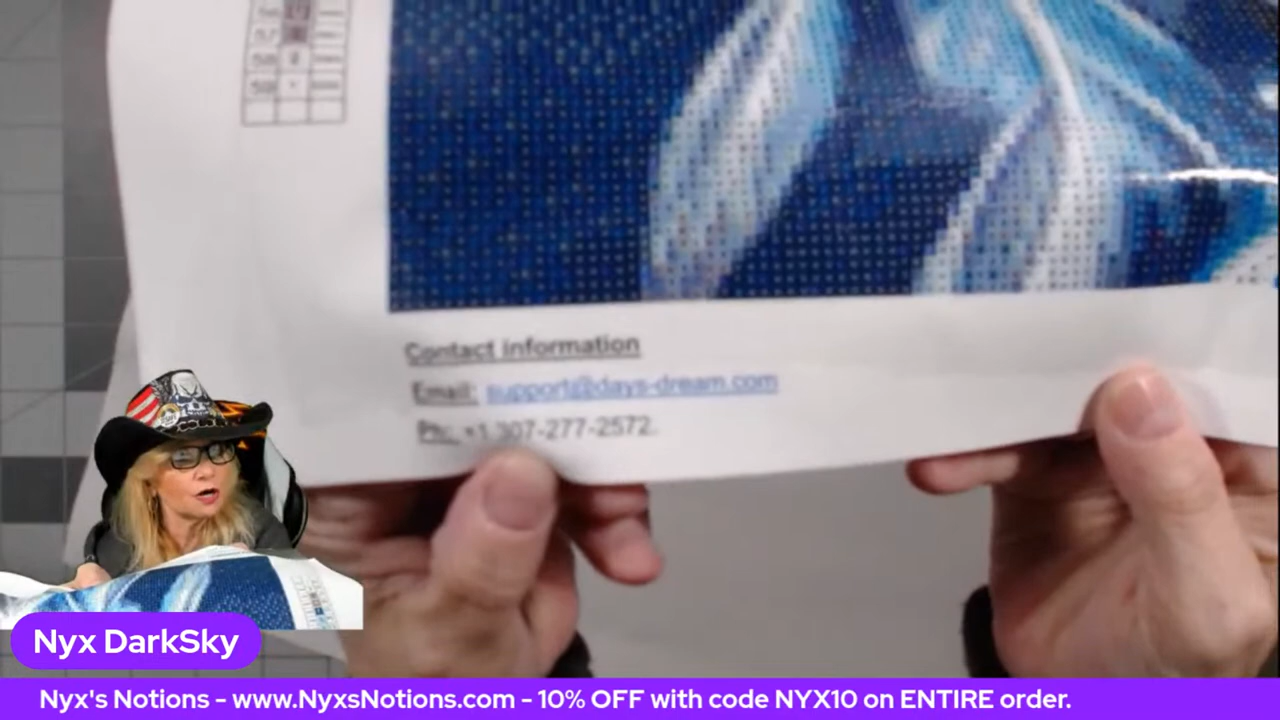 Contact information
Email: support@days-dream.com
Ph: +1 307-277-2572.
Nyx DarkSky
Nyx's Notions - www.NyxsNotions.com - 10% OFF with code NYX10 on ENTIRE order.